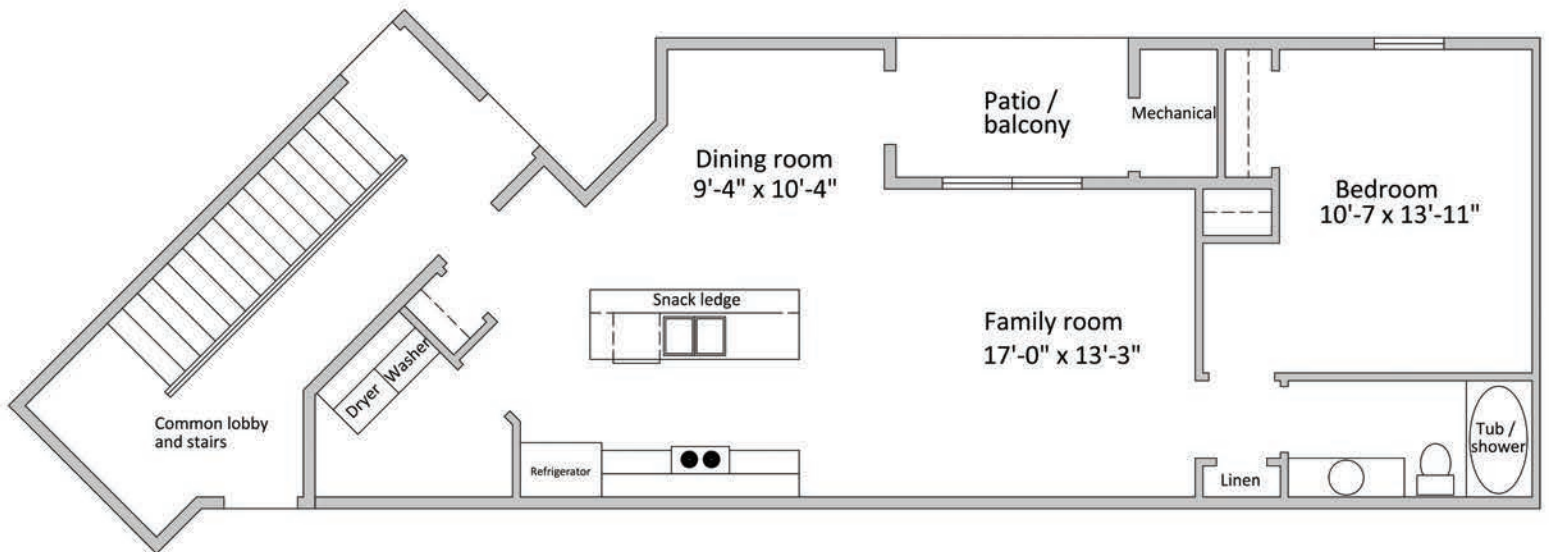 Patio /
balcony
Mechanical
Dining room
9'-4" x 10'-4"
Bedroom
10'-7 x 13'-11"
Snack ledge
Family room
17'-0" x 13'-3"
Washer
Dryer
Common lobby
and stairs
Refrigerator
Linen
Tub /
shower